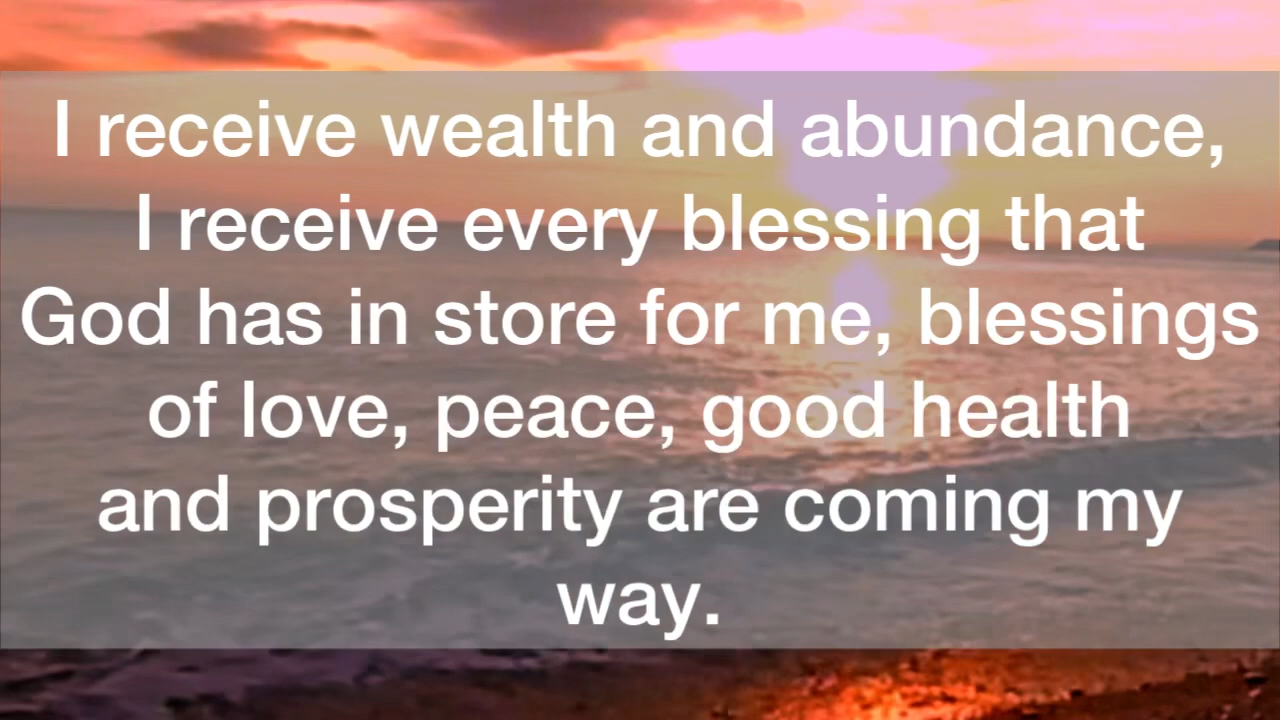 I receive wealth and abundance,
I receive every blessing that
God has in store for me, blessings
of love, peace, good health
and prosperity are coming my
way.